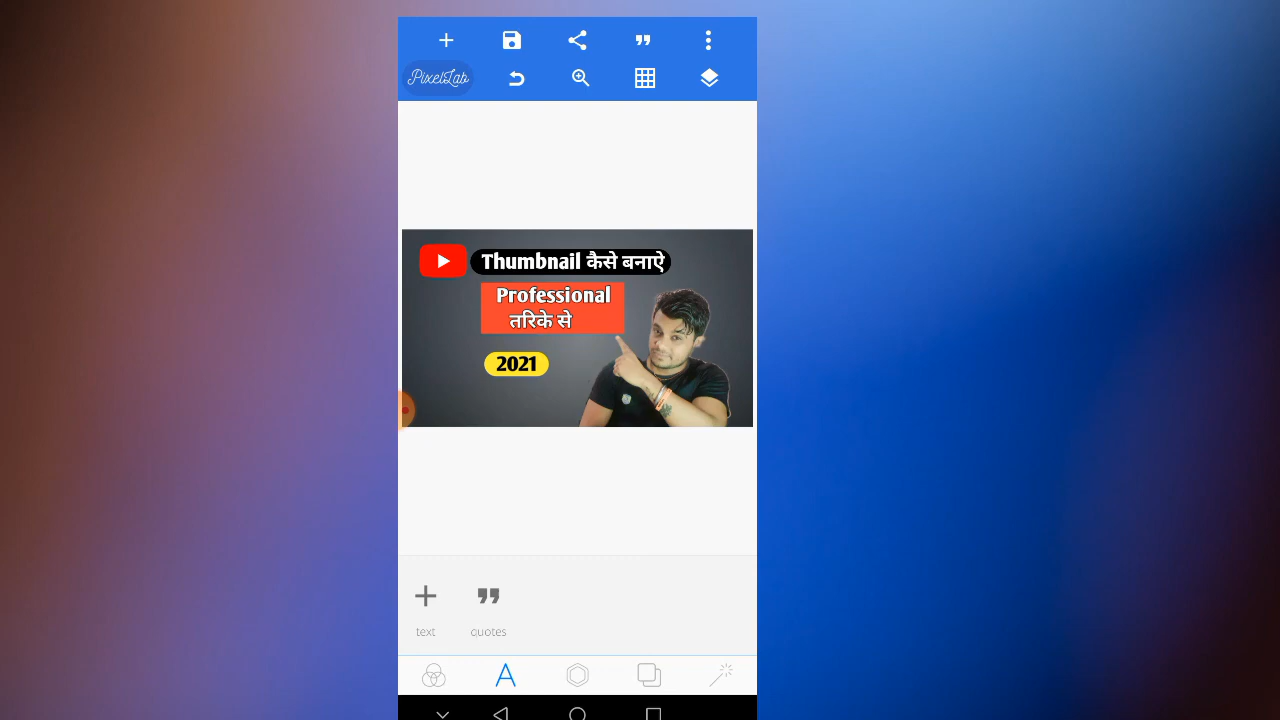 PixelLab
Thumbnail कैसे बनाऐ
Professional
तरिके से
2021
text
quotes